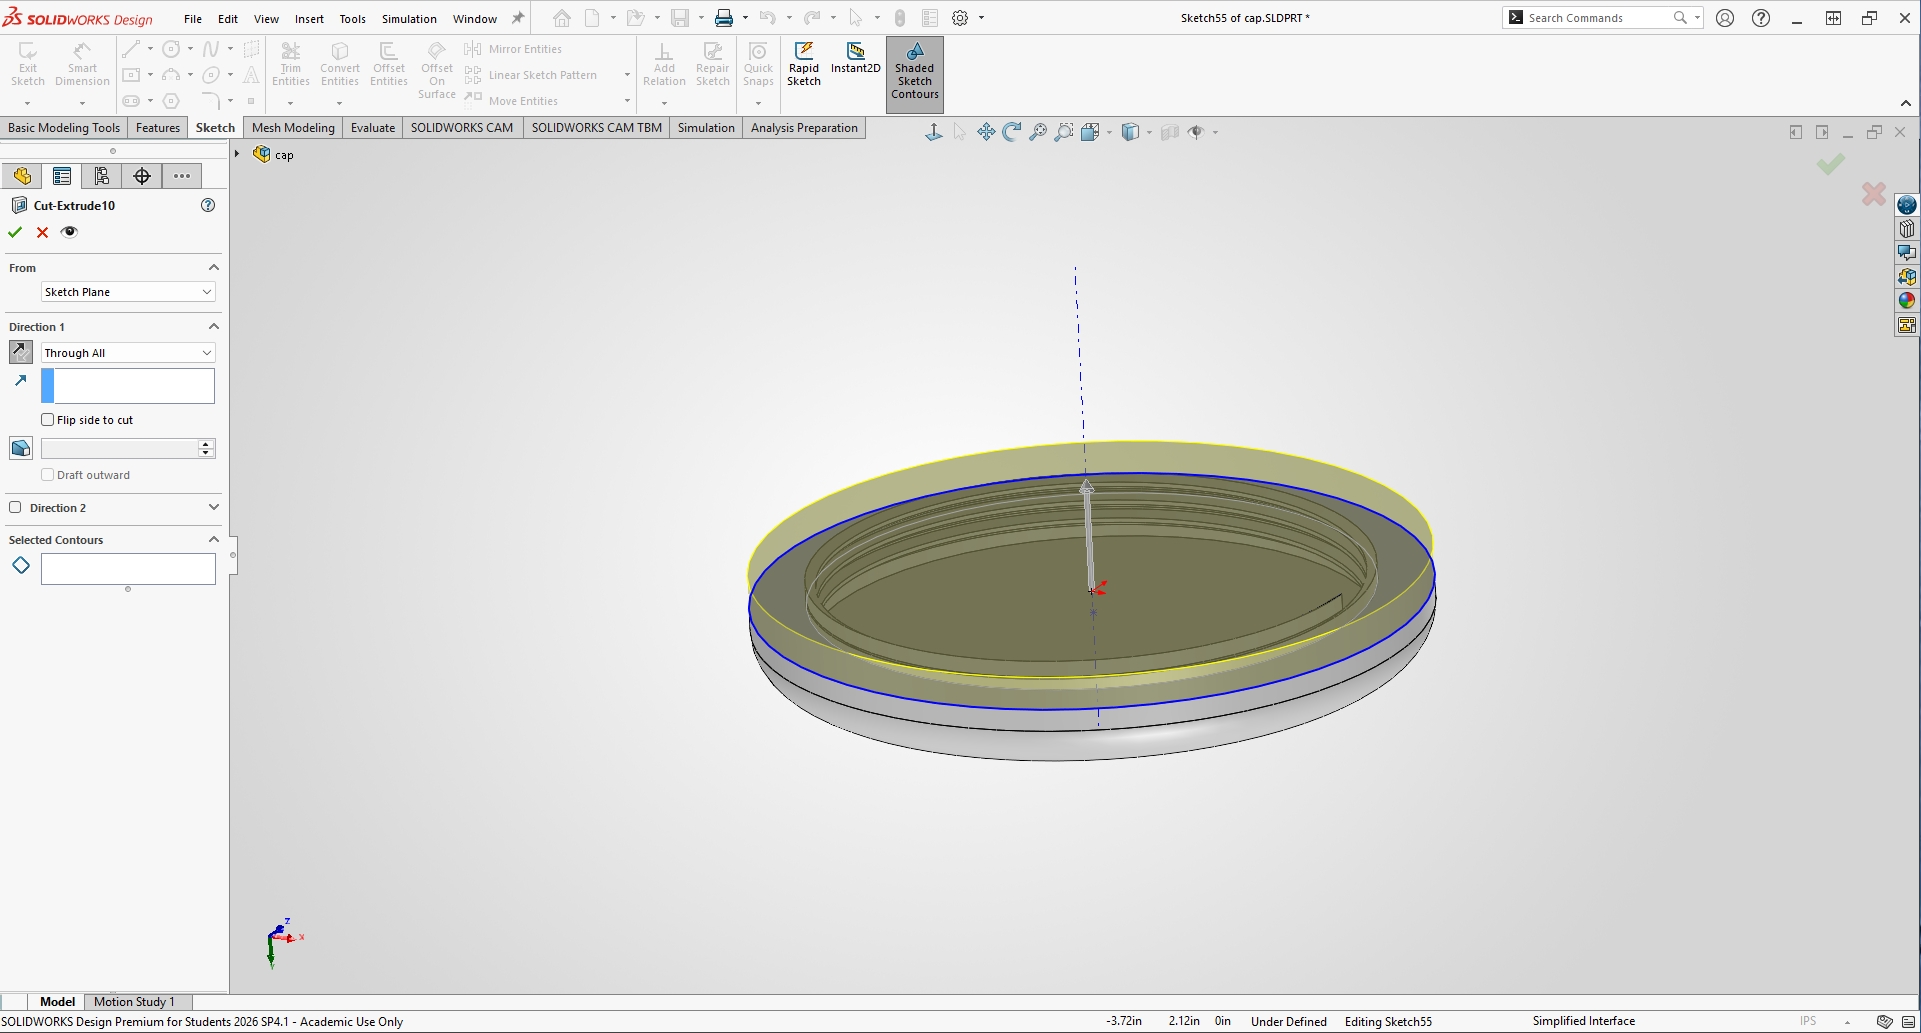 SOLIDWORKS Design File Edit View Insert Tools Simulation Window Sketch55 of cap.SLDPRT * Search Commands
Exit Sketch
Smart Dimension
Trim Entities
Convert Entities
Offset Entities
Offset On Surface
Mirror Entities
Linear Sketch Pattern
Move Entities
Add Relation
Repair Sketch
Quick Snaps
Rapid Sketch
Instant2D
Shaded Sketch Contours
Basic Modeling Tools Features Sketch Mesh Modeling Evaluate SOLIDWORKS CAM SOLIDWORKS CAM TBM Simulation Analysis Preparation
cap
Cut-Extrude10
From
Sketch Plane
Direction 1
Through All
Flip side to cut
Draft outward
Direction 2
Selected Contours
Z
X
Y
Model Motion Study 1
SOLIDWORKS Design Premium for Students 2026 SP4.1 - Academic Use Only -3.72in 2.12in 0in Under Defined Editing Sketch55 Simplified Interface IPS